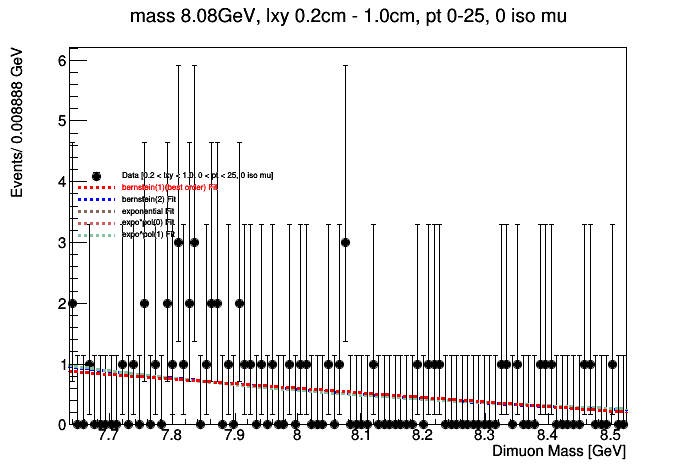 mass 8.08GeV, lxy 0.2cm - 1.0cm, pt 0-25, 0 iso mu
Events/ 0.008888 GeV
6
5
4
3
2
1
0
Data [0.2 < lxy < 1.0, 0 < pt < 25, 0 iso mu]
bernstein(1)(best order) Fit
bernstein(2) Fit
exponential Fit
expo*pol(0) Fit
expo*pol(1) Fit
7.7 7.8 7.9 8 8.1 8.2 8.3 8.4 8.5
Dimuon Mass [GeV]